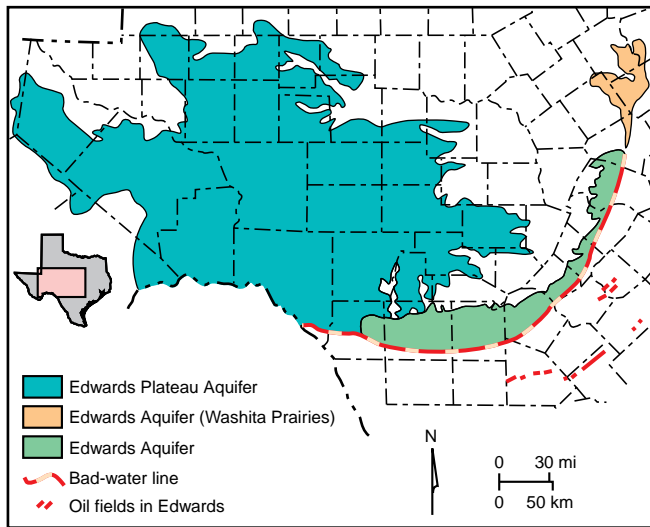 Edwards Plateau Aquifer
Edwards Aquifer (Washita Prairies)
Edwards Aquifer
Bad-water line
Oil fields in Edwards
N
0 30 mi
0 50 km